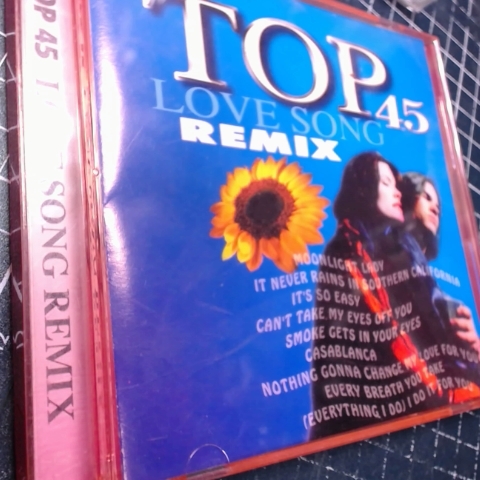 TOP 45
LOVE SONG
REMIX
MOONLIGHT LADY
IT NEVER RAINS IN SOUTHERN CALIFORNIA
IT'S SO EASY
CAN'T TAKE MY EYES OFF YOU
SMOKE GETS IN YOUR EYES
CASABLANCA
NOTHING GONNA CHANGE MY LOVE FOR YOU
EVERY BREATH YOU TAKE
(EVERYTHING I DO) I DO IT FOR YOU
OP 45 SONG REMIX